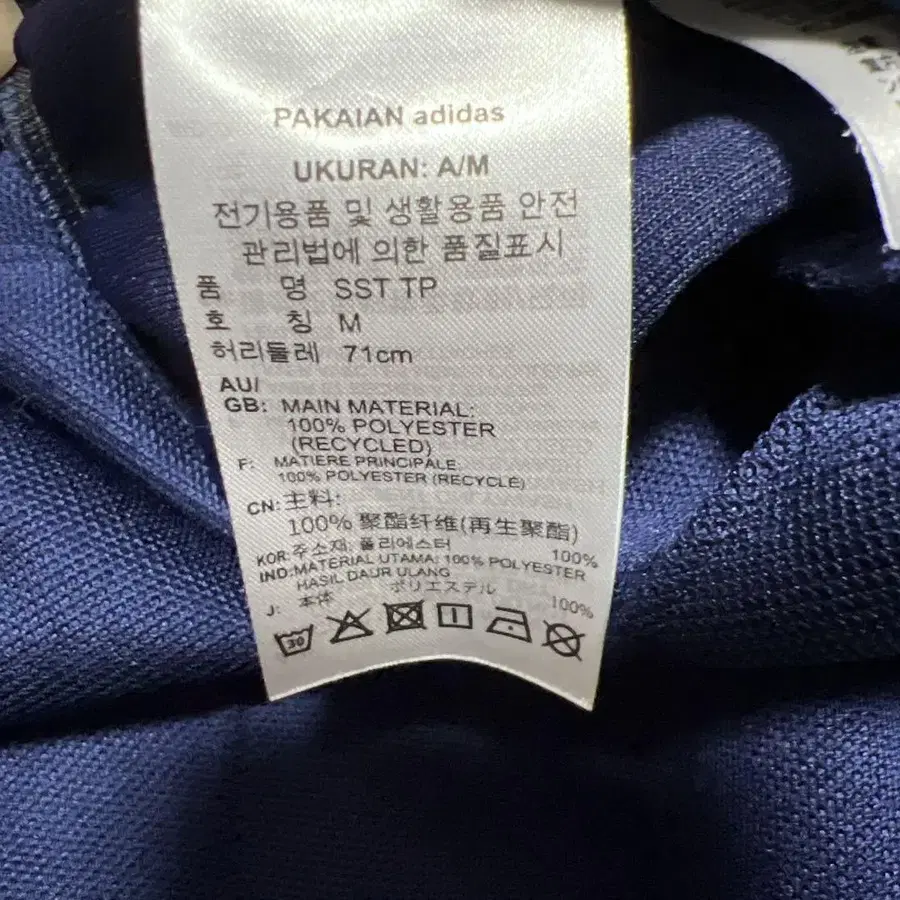 PAKAIAN adidas
UKURAN: A/M
전기용품 및 생활용품 안전
관리법에 의한 품질표시
품 명 SST TP
호 칭 M
허리둘레 71cm
AU/
GB: MAIN MATERIAL:
100% POLYESTER
(RECYCLED)
F: MATIERE PRINCIPALE
100% POLYESTER (RECYCLE)
CN: 主料:
100% 聚酯纤维(再生聚酯)
KOR: 주소재: 폴리에스터 100%
IND: MATERIAL UTAMA: 100% POLYESTER
HASIL DAUR ULANG
J: 本体 ポリエステル 100%
30